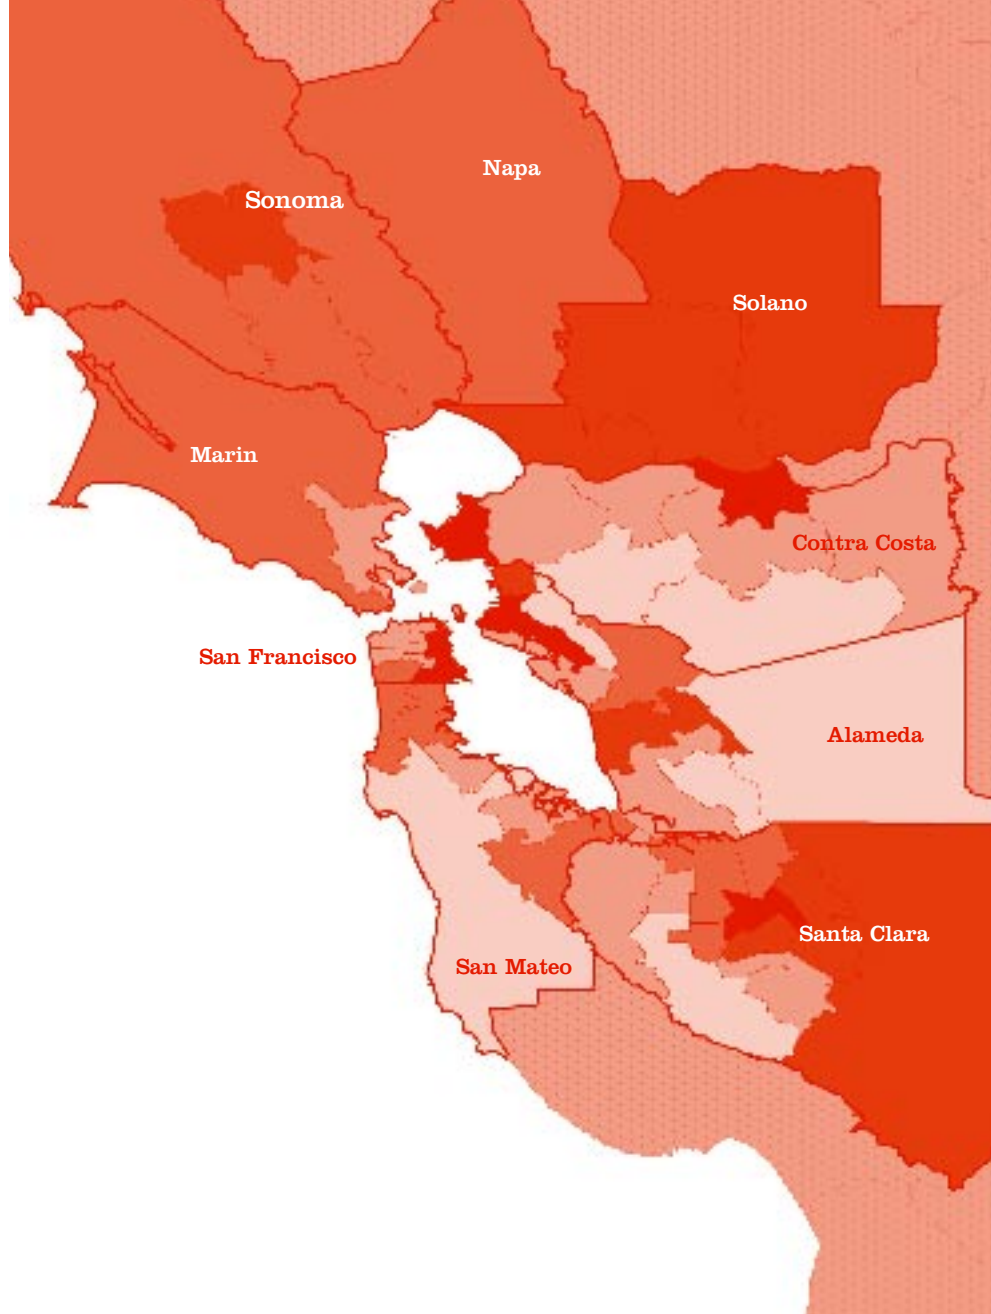 Napa
Sonoma
Solano
Marin
Contra Costa
San Francisco
Alameda
Santa Clara
San Mateo